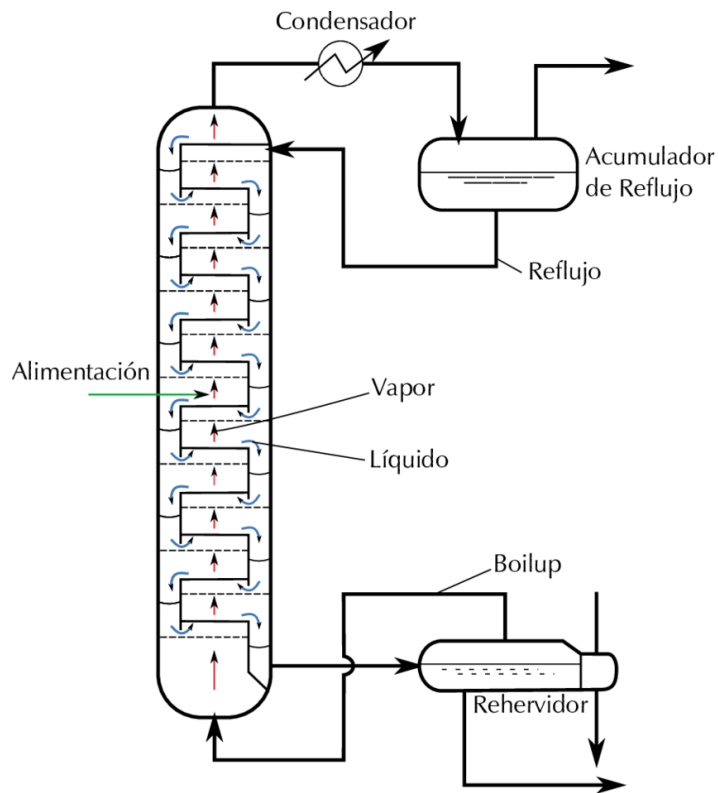 Condensador
Acumulador
de Reflujo
Reflujo
Alimentación
Vapor
Líquido
Boilup
Rehervidor